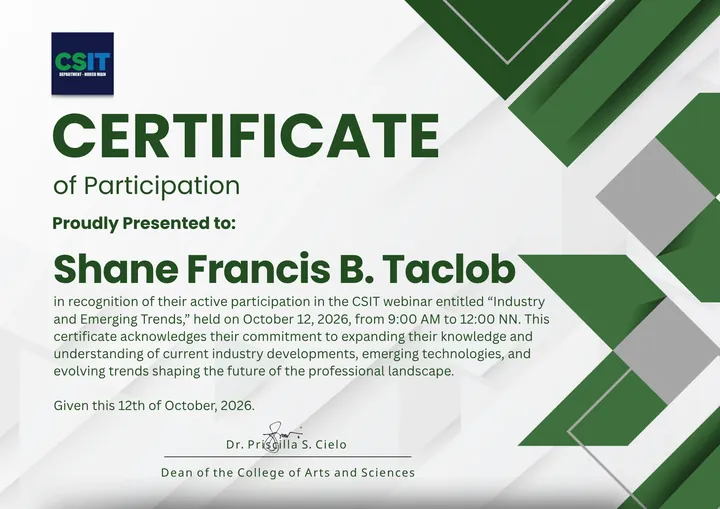 CSIT
DEPARTMENT - NORSU MAIN
CERTIFICATE
of Participation
Proudly Presented to:
Shane Francis B. Taclob
in recognition of their active participation in the CSIT webinar entitled “Industry
and Emerging Trends,” held on October 12, 2026, from 9:00 AM to 12:00 NN. This
certificate acknowledges their commitment to expanding their knowledge and
understanding of current industry developments, emerging technologies, and
evolving trends shaping the future of the professional landscape.
Given this 12th of October, 2026.
Dr. Priscilla S. Cielo
Dean of the College of Arts and Sciences